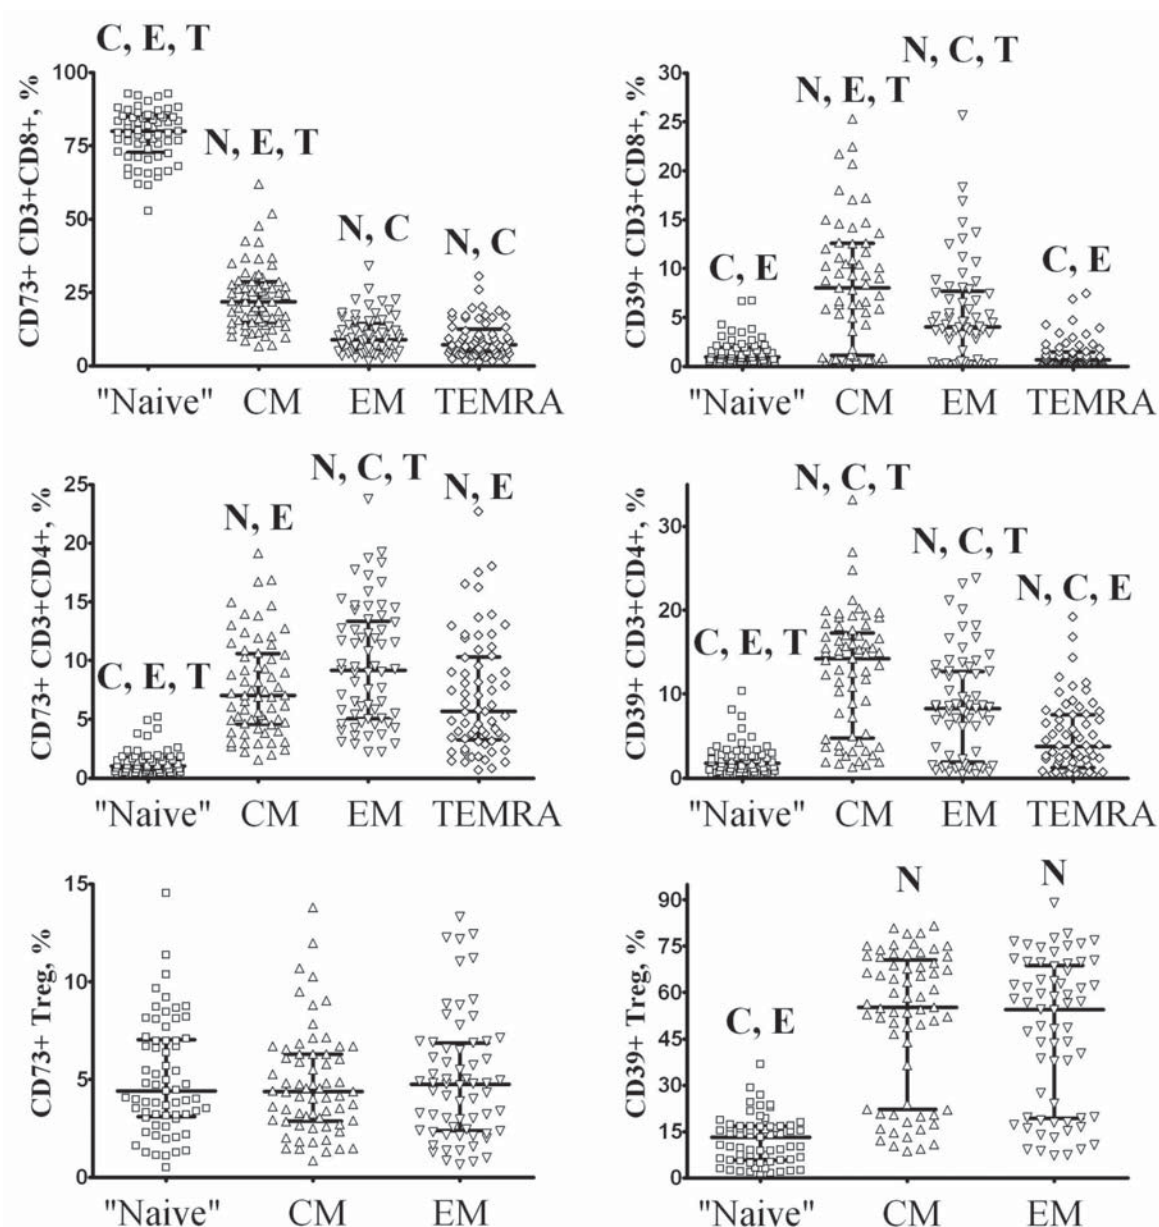 C, E, T
N, E, T
N, C
N, C
CD73+ CD3+CD8+, %
100
75
50
25
0
"Naive" CM EM TEMRA
N, C, T
N, E, T
C, E
C, E
CD39+ CD3+CD8+, %
30
25
20
15
10
5
0
"Naive" CM EM TEMRA
N, C, T
N, E
N, E
C, E, T
CD73+ CD3+CD4+, %
25
20
15
10
5
0
"Naive" CM EM TEMRA
N, C, T
N, C, T
N, C, E
C, E, T
CD39+ CD3+CD4+, %
30
20
10
0
"Naive" CM EM TEMRA
CD73+ Treg, %
15
10
5
0
"Naive" CM EM
N
N
C, E
CD39+ Treg, %
90
75
60
45
30
15
0
"Naive" CM EM